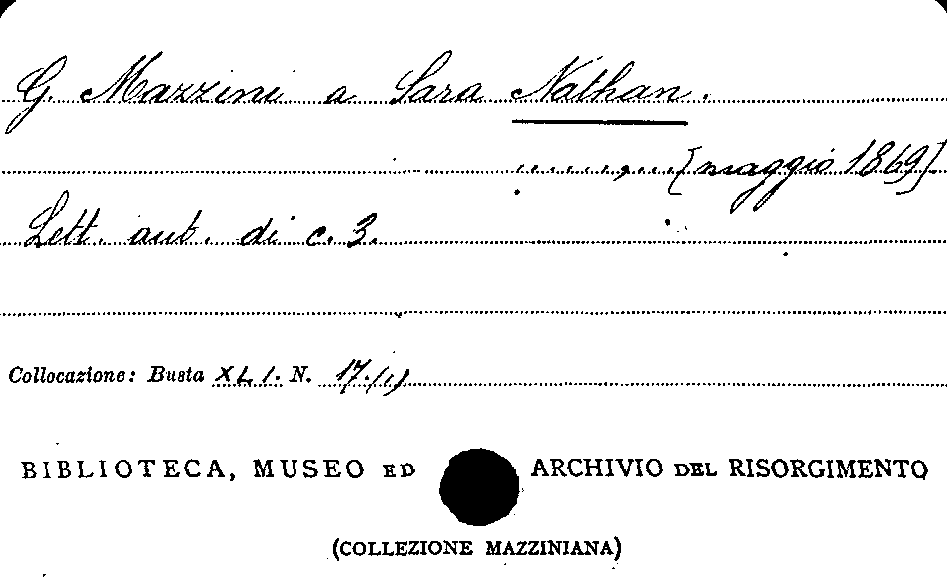 G. Mazzini a Sara Nathan.
......,...[maggio 1869].
Lett. aut. di c. 3.
Collocazione: Busta XLI. N. 17.(1)
BIBLIOTECA, MUSEO ED ARCHIVIO DEL RISORGIMENTO
(COLLEZIONE MAZZINIANA)